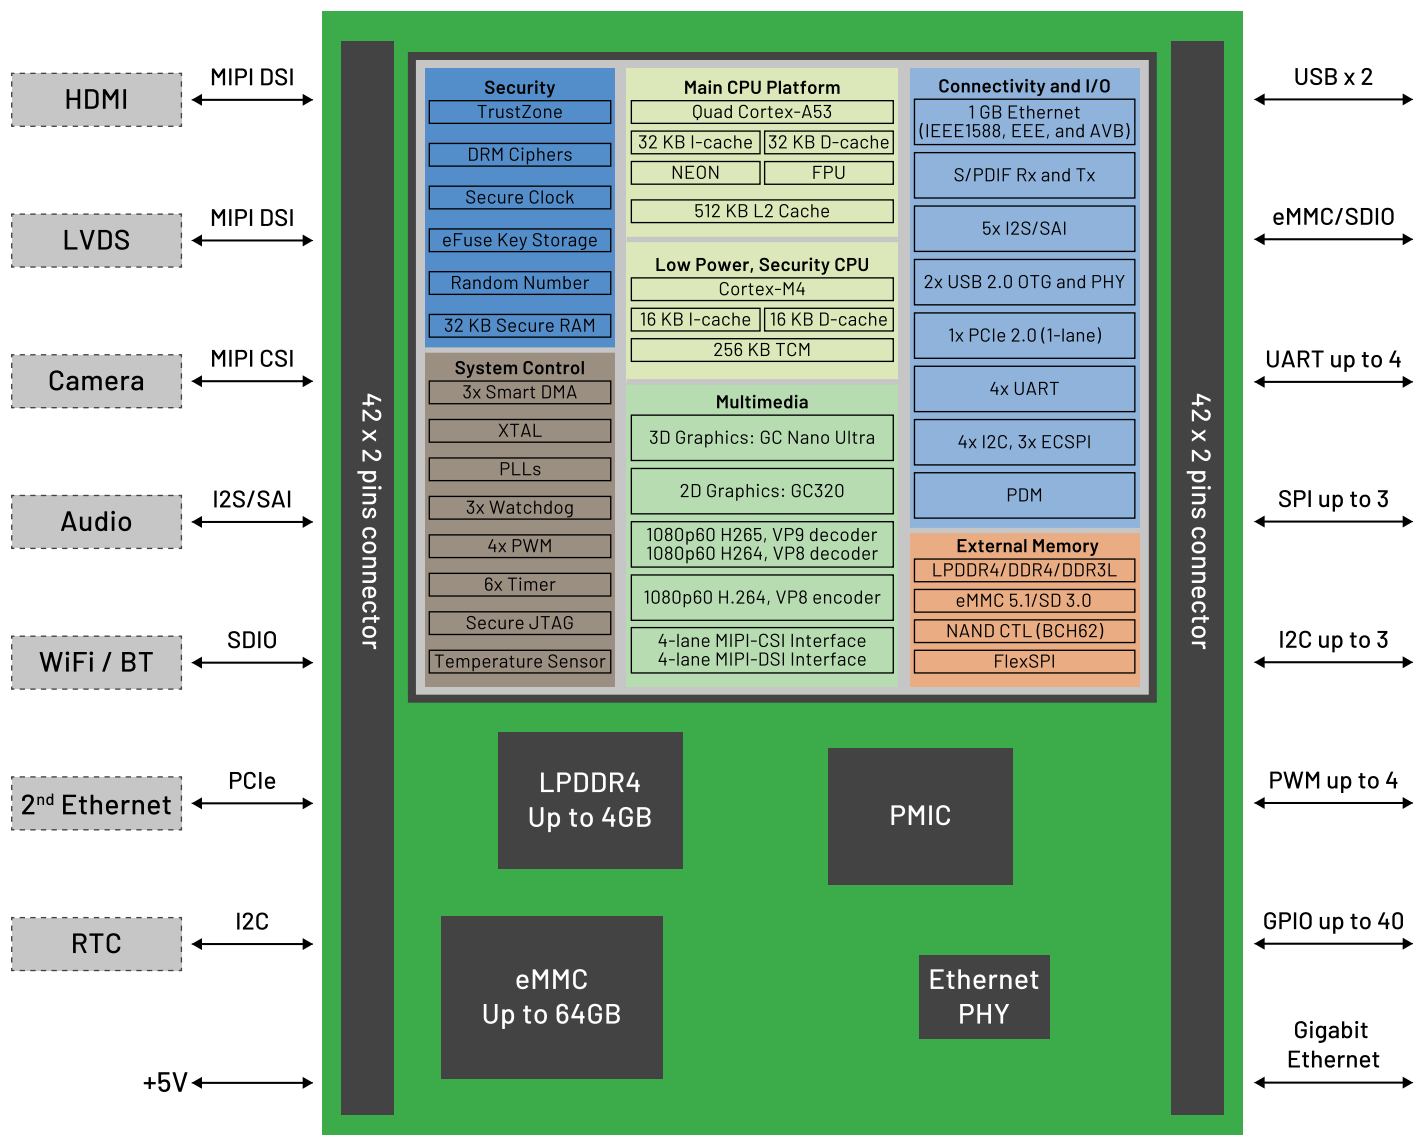 HDMI
MIPI DSI
LVDS
MIPI DSI
Camera
MIPI CSI
Audio
I2S/SAI
WiFi / BT
SDIO
2nd Ethernet
PCIe
RTC
I2C
+5V
42 x 2 pins connector
Security
TrustZone
DRM Ciphers
Secure Clock
eFuse Key Storage
Random Number
32 KB Secure RAM
System Control
3x Smart DMA
XTAL
PLLs
3x Watchdog
4x PWM
6x Timer
Secure JTAG
Temperature Sensor
Main CPU Platform
Quad Cortex-A53
32 KB I-cache
32 KB D-cache
NEON
FPU
512 KB L2 Cache
Low Power, Security CPU
Cortex-M4
16 KB I-cache
16 KB D-cache
256 KB TCM
Multimedia
3D Graphics: GC Nano Ultra
2D Graphics: GC320
1080p60 H265, VP9 decoder
1080p60 H264, VP8 decoder
1080p60 H.264, VP8 encoder
4-lane MIPI-CSI Interface
4-lane MIPI-DSI Interface
Connectivity and I/O
1 GB Ethernet
(IEEE1588, EEE, and AVB)
S/PDIF Rx and Tx
5x I2S/SAI
2x USB 2.0 OTG and PHY
1x PCIe 2.0 (1-lane)
4x UART
4x I2C, 3x ECSPI
PDM
External Memory
LPDDR4/DDR4/DDR3L
eMMC 5.1/SD 3.0
NAND CTL (BCH62)
FlexSPI
LPDDR4
Up to 4GB
PMIC
eMMC
Up to 64GB
Ethernet
PHY
42 x 2 pins connector
USB x 2
eMMC/SDIO
UART up to 4
SPI up to 3
I2C up to 3
PWM up to 4
GPIO up to 40
Gigabit
Ethernet